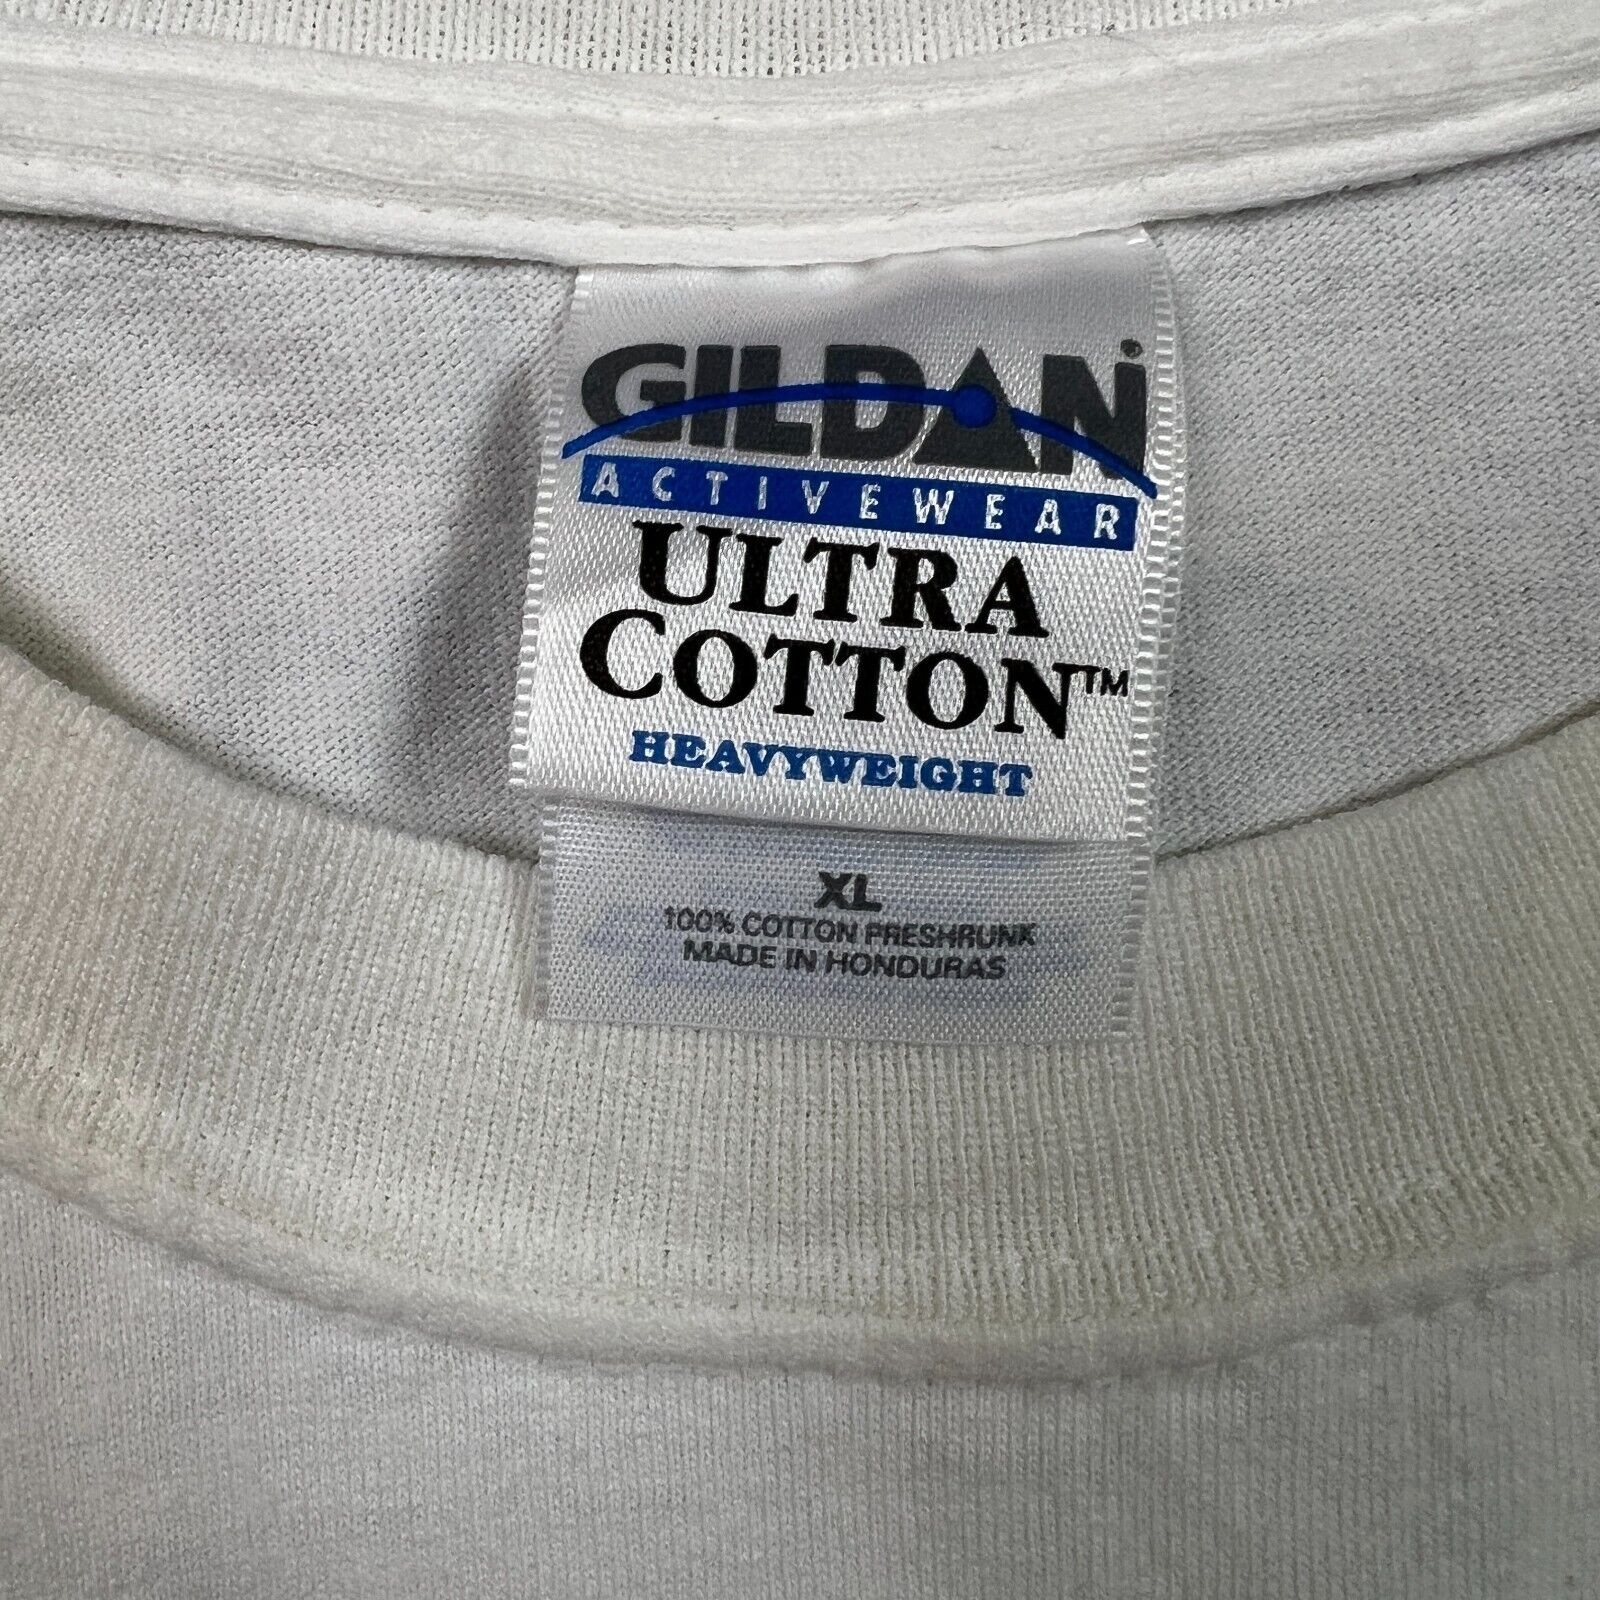 GILDAN
ACTIVEWEAR
ULTRA
COTTON™
HEAVYWEIGHT
XL
100% COTTON PRESHRUNK
MADE IN HONDURAS